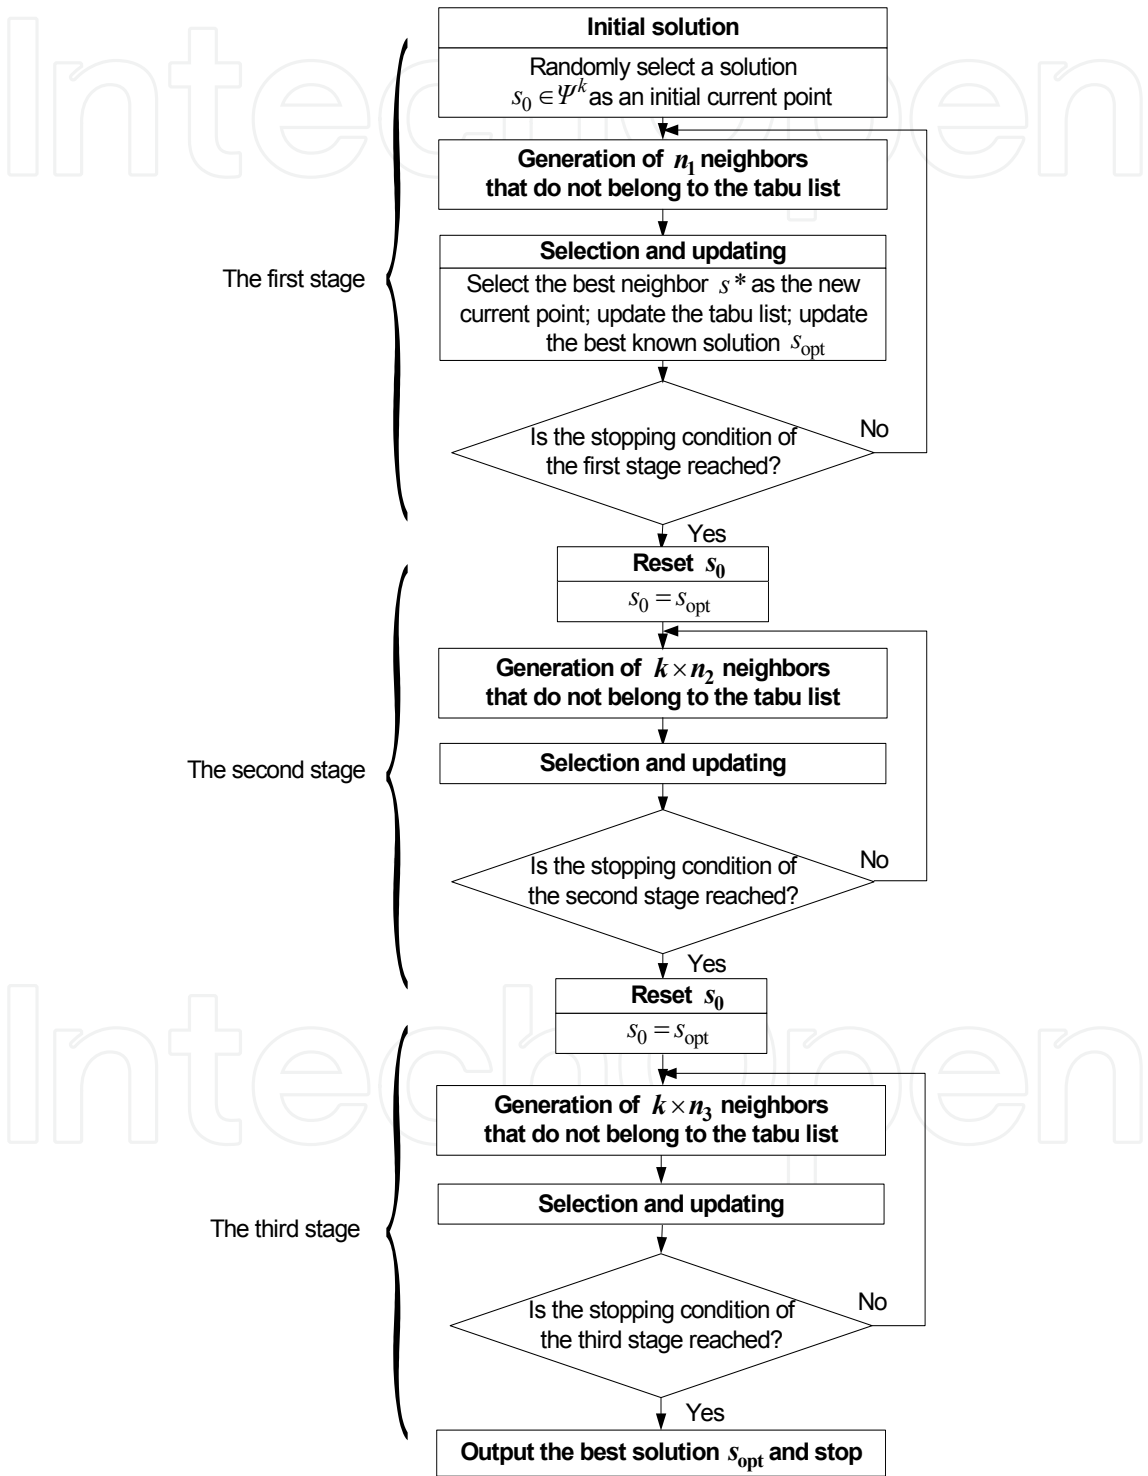 IntechOpen
Initial solution
Randomly select a solution
s₀ ∈ Ψᵏ as an initial current point
Generation of n₁ neighbors
that do not belong to the tabu list
Selection and updating
The first stage
Select the best neighbor s* as the new
current point; update the tabu list; update
the best known solution s_opt
Is the stopping condition of
the first stage reached?
No
Yes
Reset s₀
s₀ = s_opt
Generation of k × n₂ neighbors
that do not belong to the tabu list
The second stage
Selection and updating
Is the stopping condition of
the second stage reached?
No
Yes
IntechOpen
Reset s₀
s₀ = s_opt
Generation of k × n₃ neighbors
that do not belong to the tabu list
Selection and updating
The third stage
Is the stopping condition of
the third stage reached?
No
Yes
Output the best solution s_opt and stop